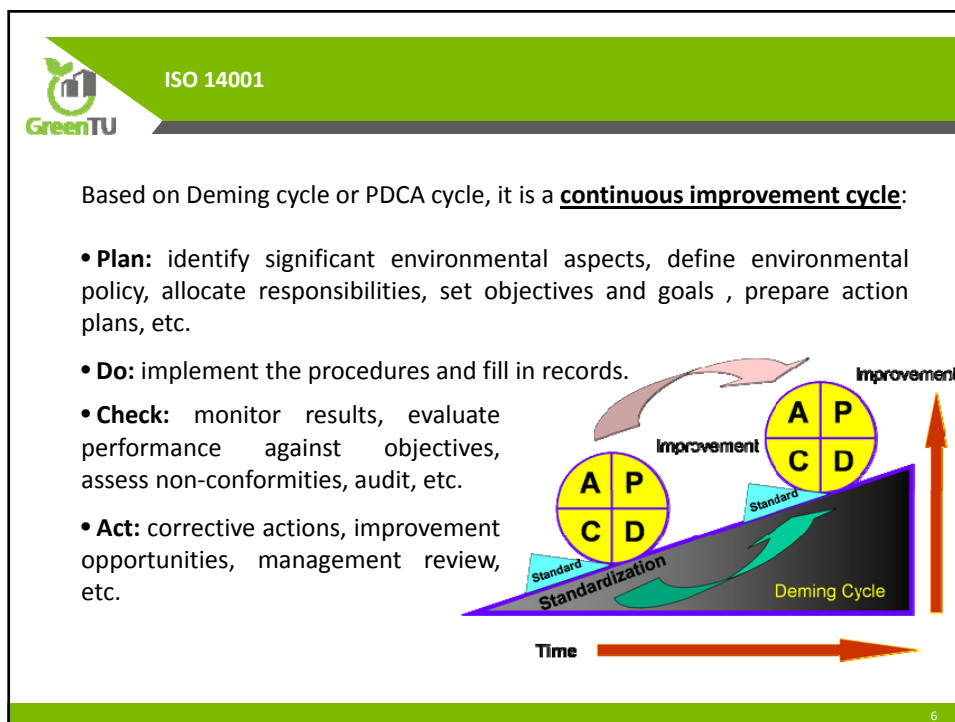 ISO 14001
GreenTU
Based on Deming cycle or PDCA cycle, it is a continuous improvement cycle:
• Plan: identify significant environmental aspects, define environmental
policy, allocate responsibilities, set objectives and goals , prepare action
plans, etc.
• Do: implement the procedures and fill in records.
• Check: monitor results, evaluate
performance against objectives,
assess non-conformities, audit, etc.
• Act: corrective actions, improvement
opportunities, management review,
etc.
Improvement
A P
C D
Improvement
A P
C D
Standard
Standard
Standardization
Deming Cycle
Time
6